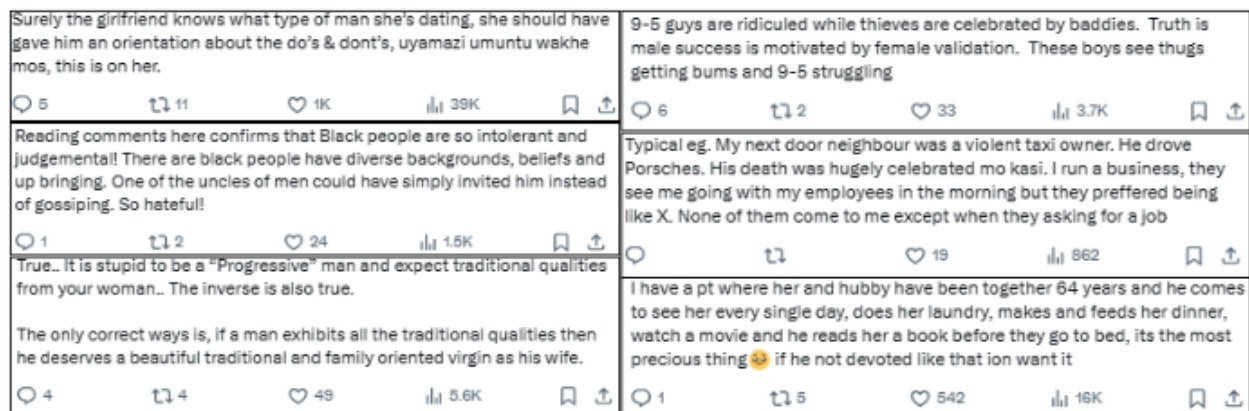 Surely the girlfriend knows what type of man she's dating, she should have
gave him an orientation about the do's & dont's, uyamazi umuntu wakhe
mos, this is on her.
5 11 1K 39K
Reading comments here confirms that Black people are so intolerant and
judgemental! There are black people have diverse backgrounds, beliefs and
up bringing. One of the uncles of men could have simply invited him instead
of gossiping. So hateful!
1 2 24 1.5K
True.. It is stupid to be a "Progressive" man and expect traditional qualities
from your woman.. The inverse is also true.
The only correct ways is, if a man exhibits all the traditional qualities then
he deserves a beautiful traditional and family oriented virgin as his wife.
4 4 49 5.6K
9-5 guys are ridiculed while thieves are celebrated by baddies. Truth is
male success is motivated by female validation. These boys see thugs
getting bums and 9-5 struggling
6 2 33 3.7K
Typical eg. My next door neighbour was a violent taxi owner. He drove
Porsches. His death was hugely celebrated mo kasi. I run a business, they
see me going with my employees in the morning but they preffered being
like X. None of them come to me except when they asking for a job
19 862
I have a pt where her and hubby have been together 64 years and he comes
to see her every single day, does her laundry, makes and feeds her dinner,
watch a movie and he reads her a book before they go to bed, its the most
precious thing🥹 if he not devoted like that ion want it
1 5 542 16K